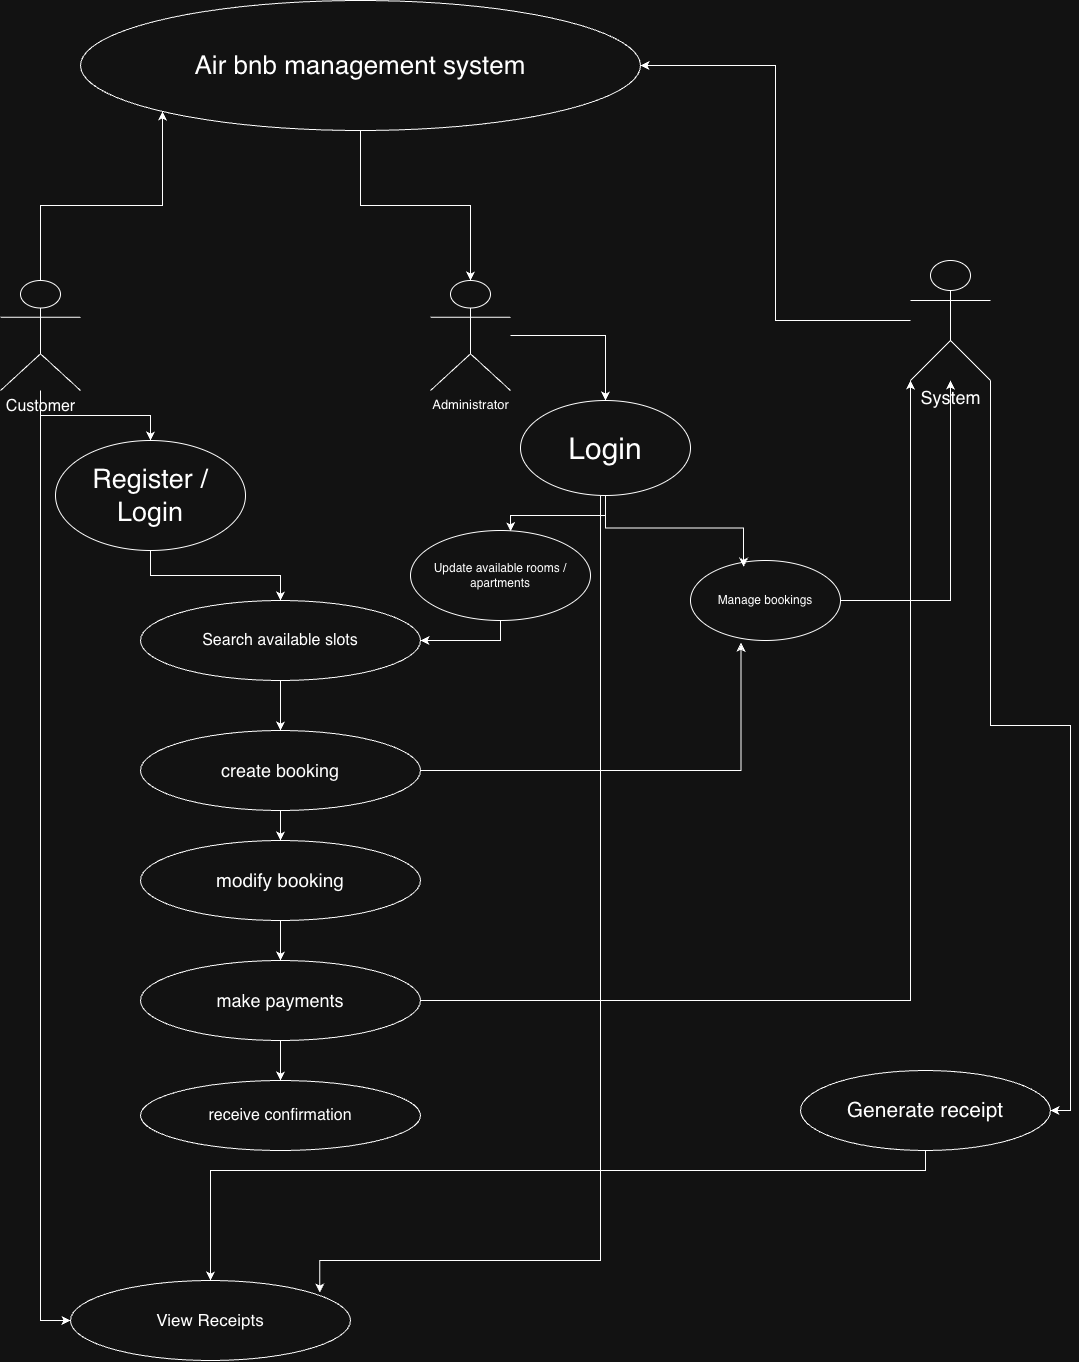 Air bnb management system
Customer
Administrator
System
Login
Register /
Login
Update available rooms /
apartments
Manage bookings
Search available slots
create booking
modify booking
make payments
receive confirmation
Generate receipt
View Receipts